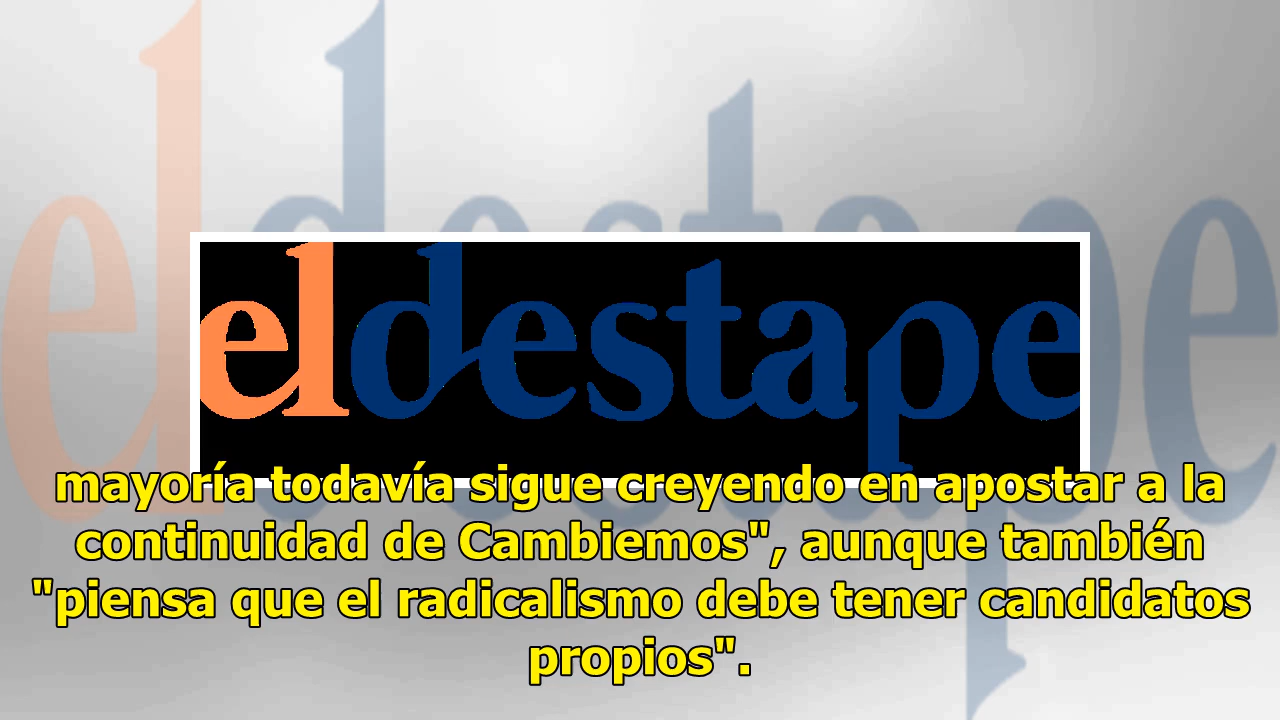 eldestape
eldestape
mayoría todavía sigue creyendo en apostar a la
continuidad de Cambiemos", aunque también
"piensa que el radicalismo debe tener candidatos
propios".